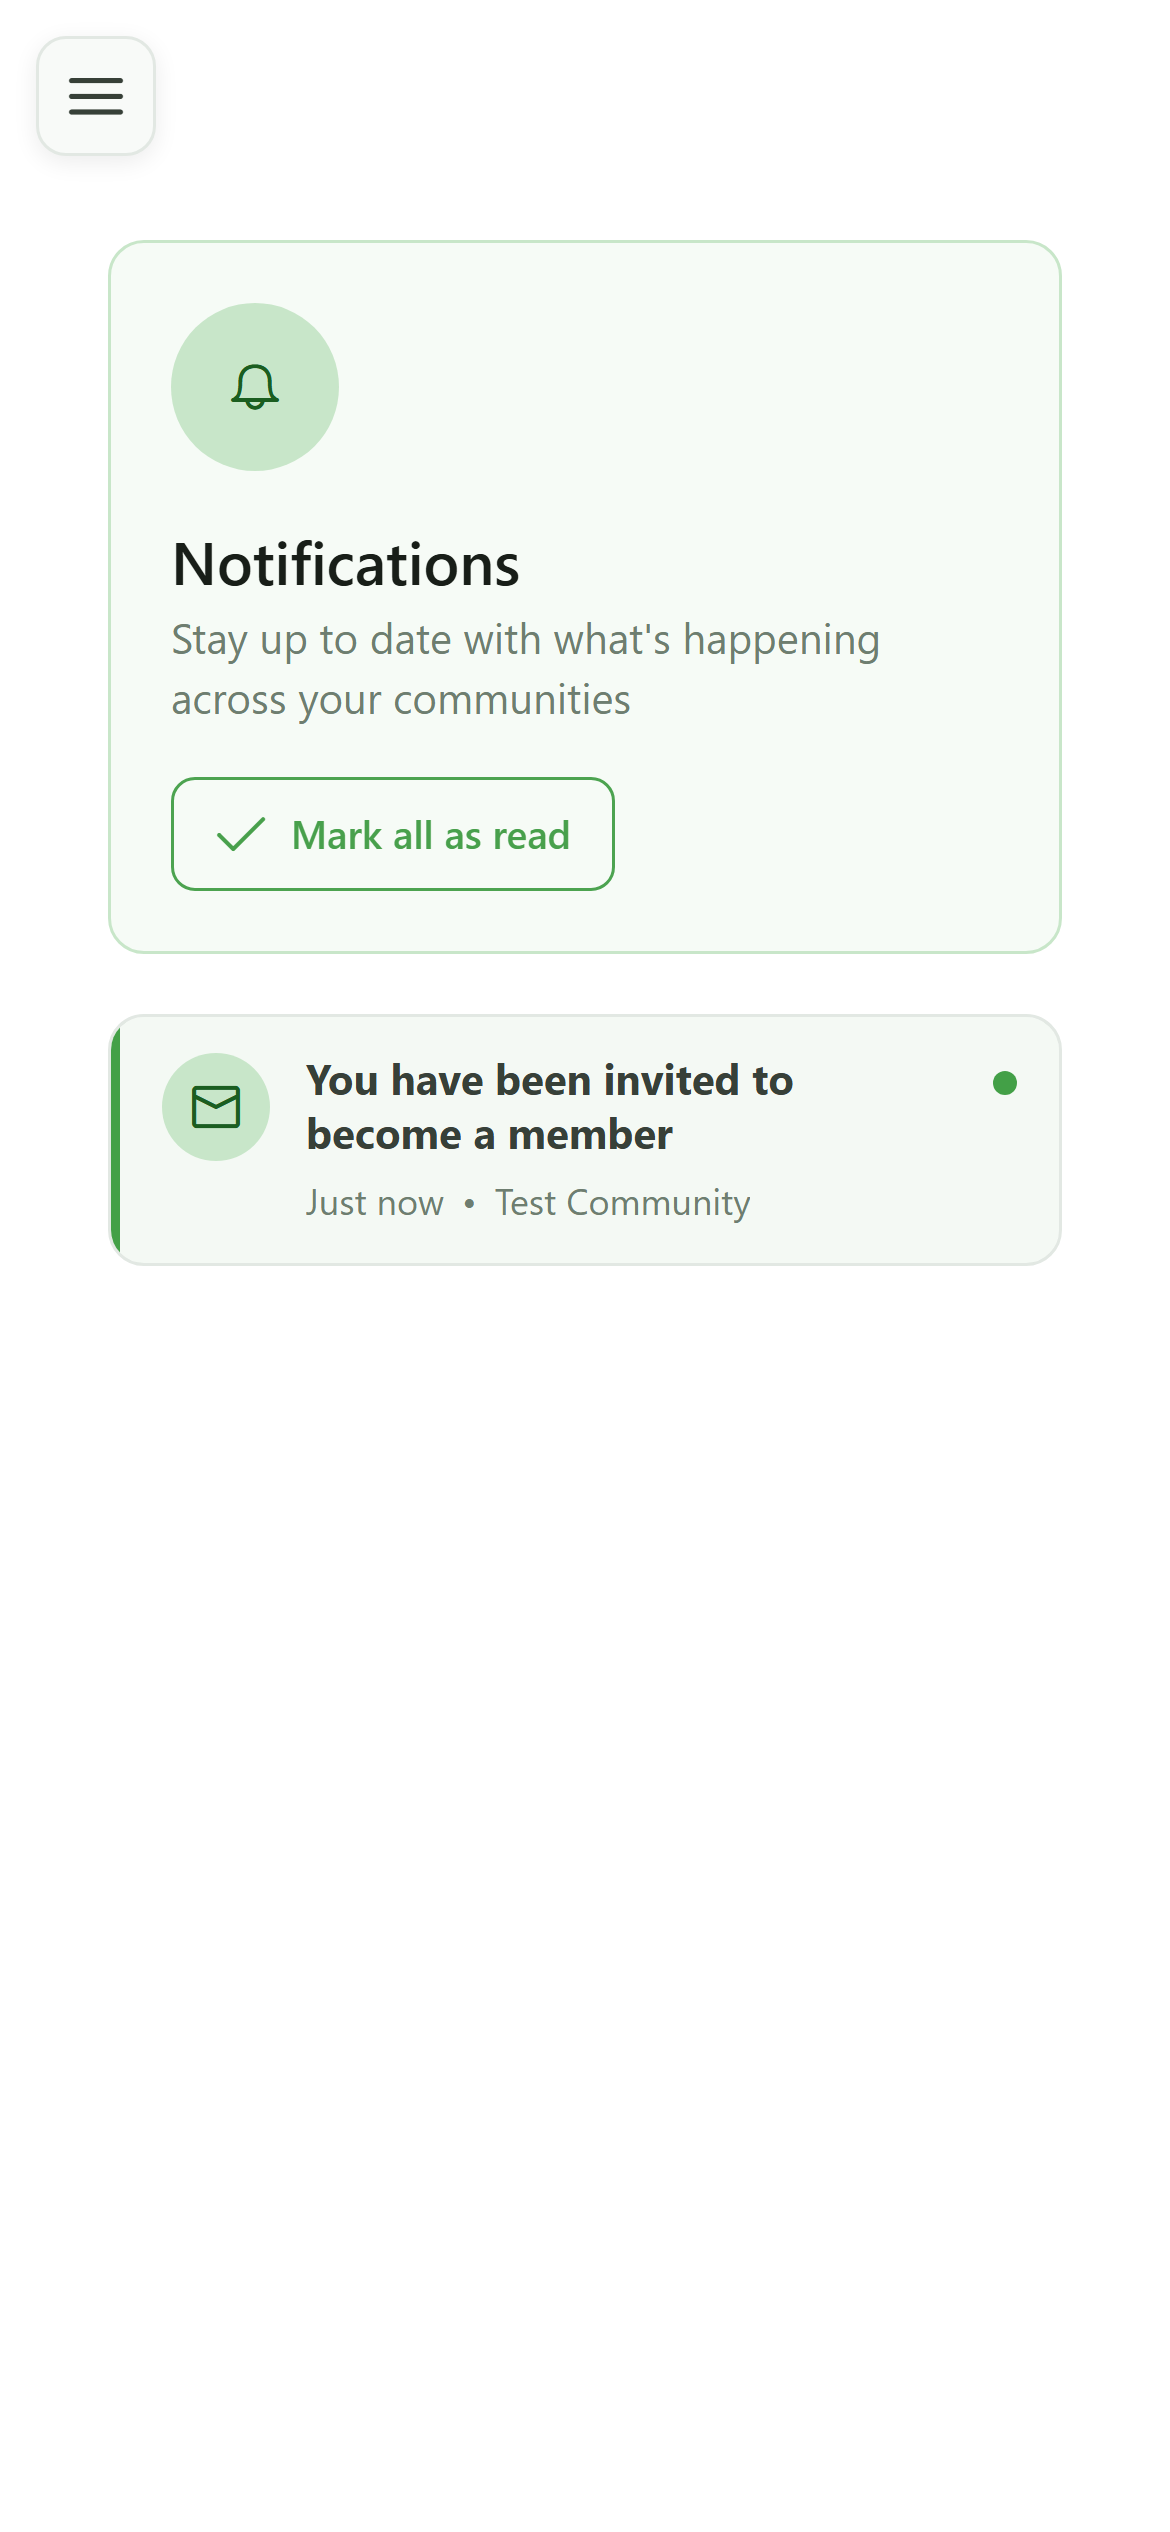 Notifications
Stay up to date with what's happening
across your communities
Mark all as read
You have been invited to
become a member
Just now • Test Community